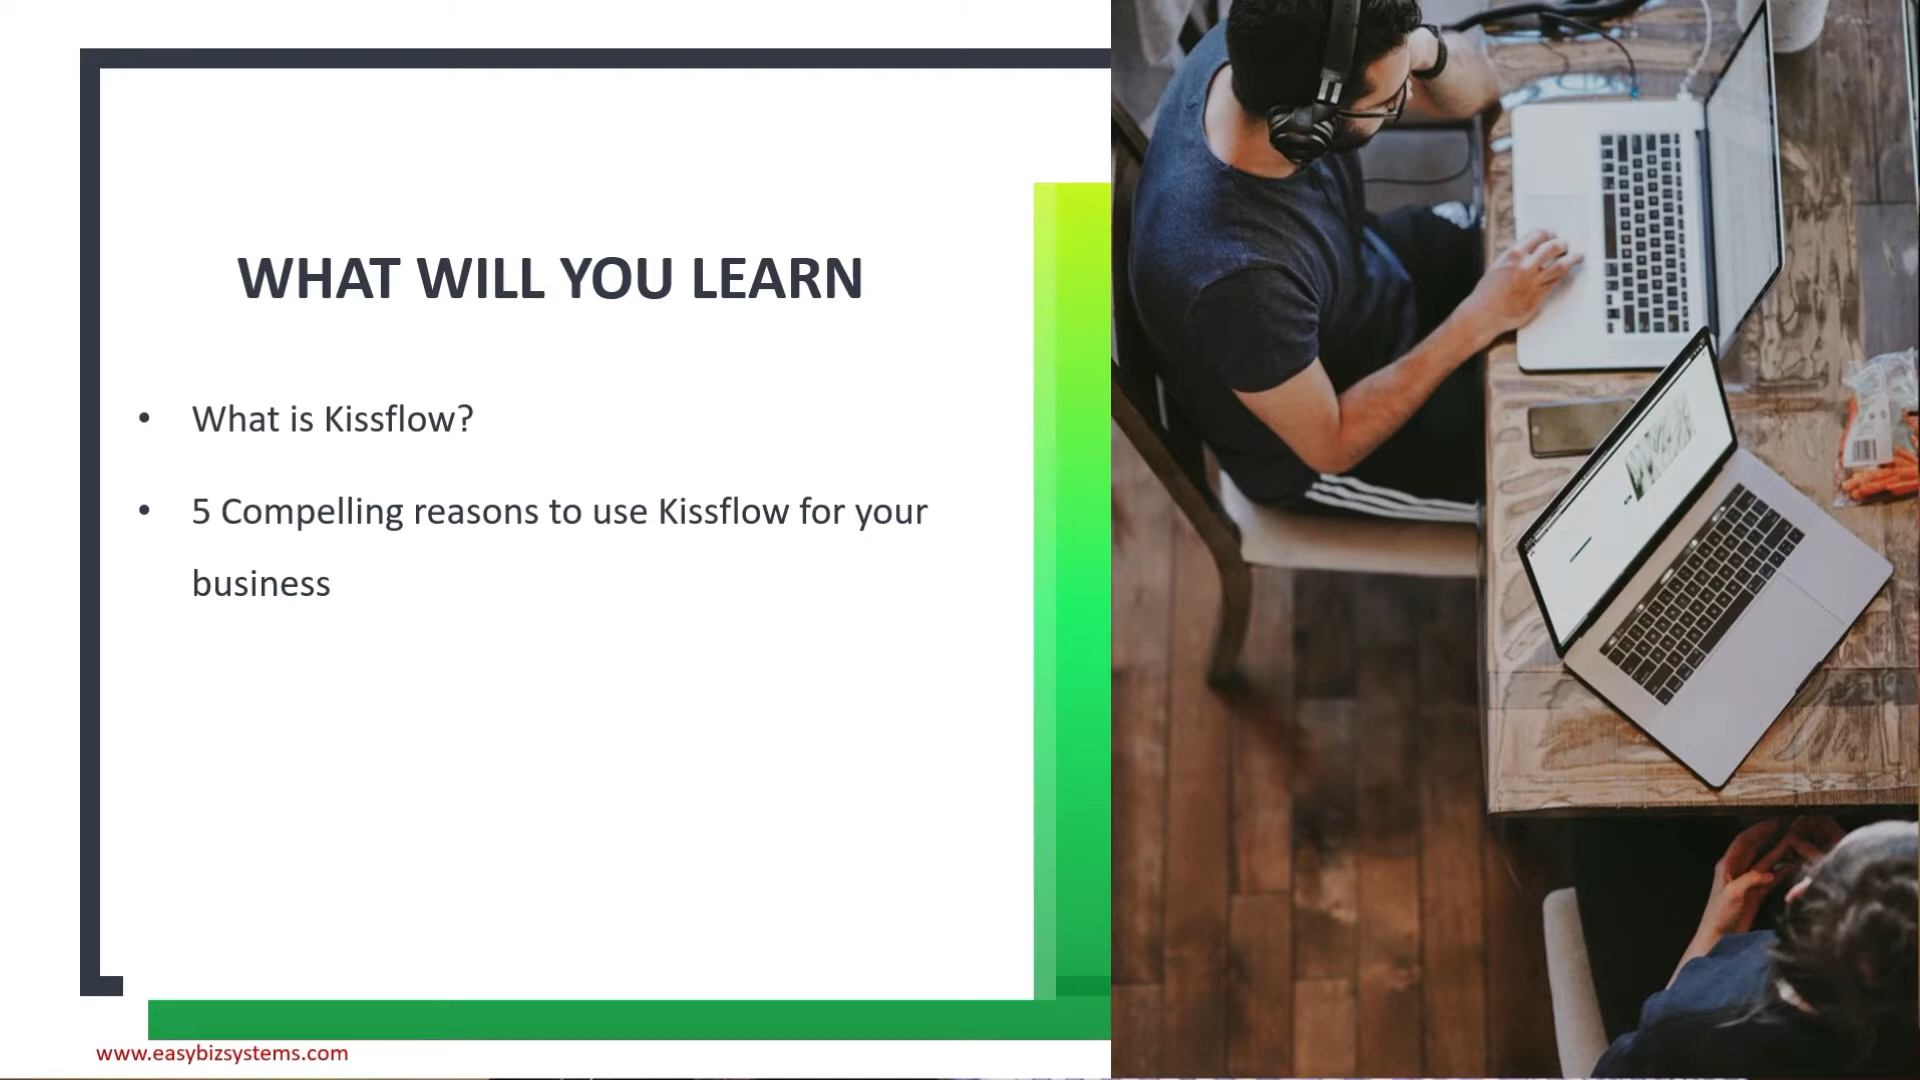 WHAT WILL YOU LEARN
• What is Kissflow?
• 5 Compelling reasons to use Kissflow for your
business
www.easybizsystems.com